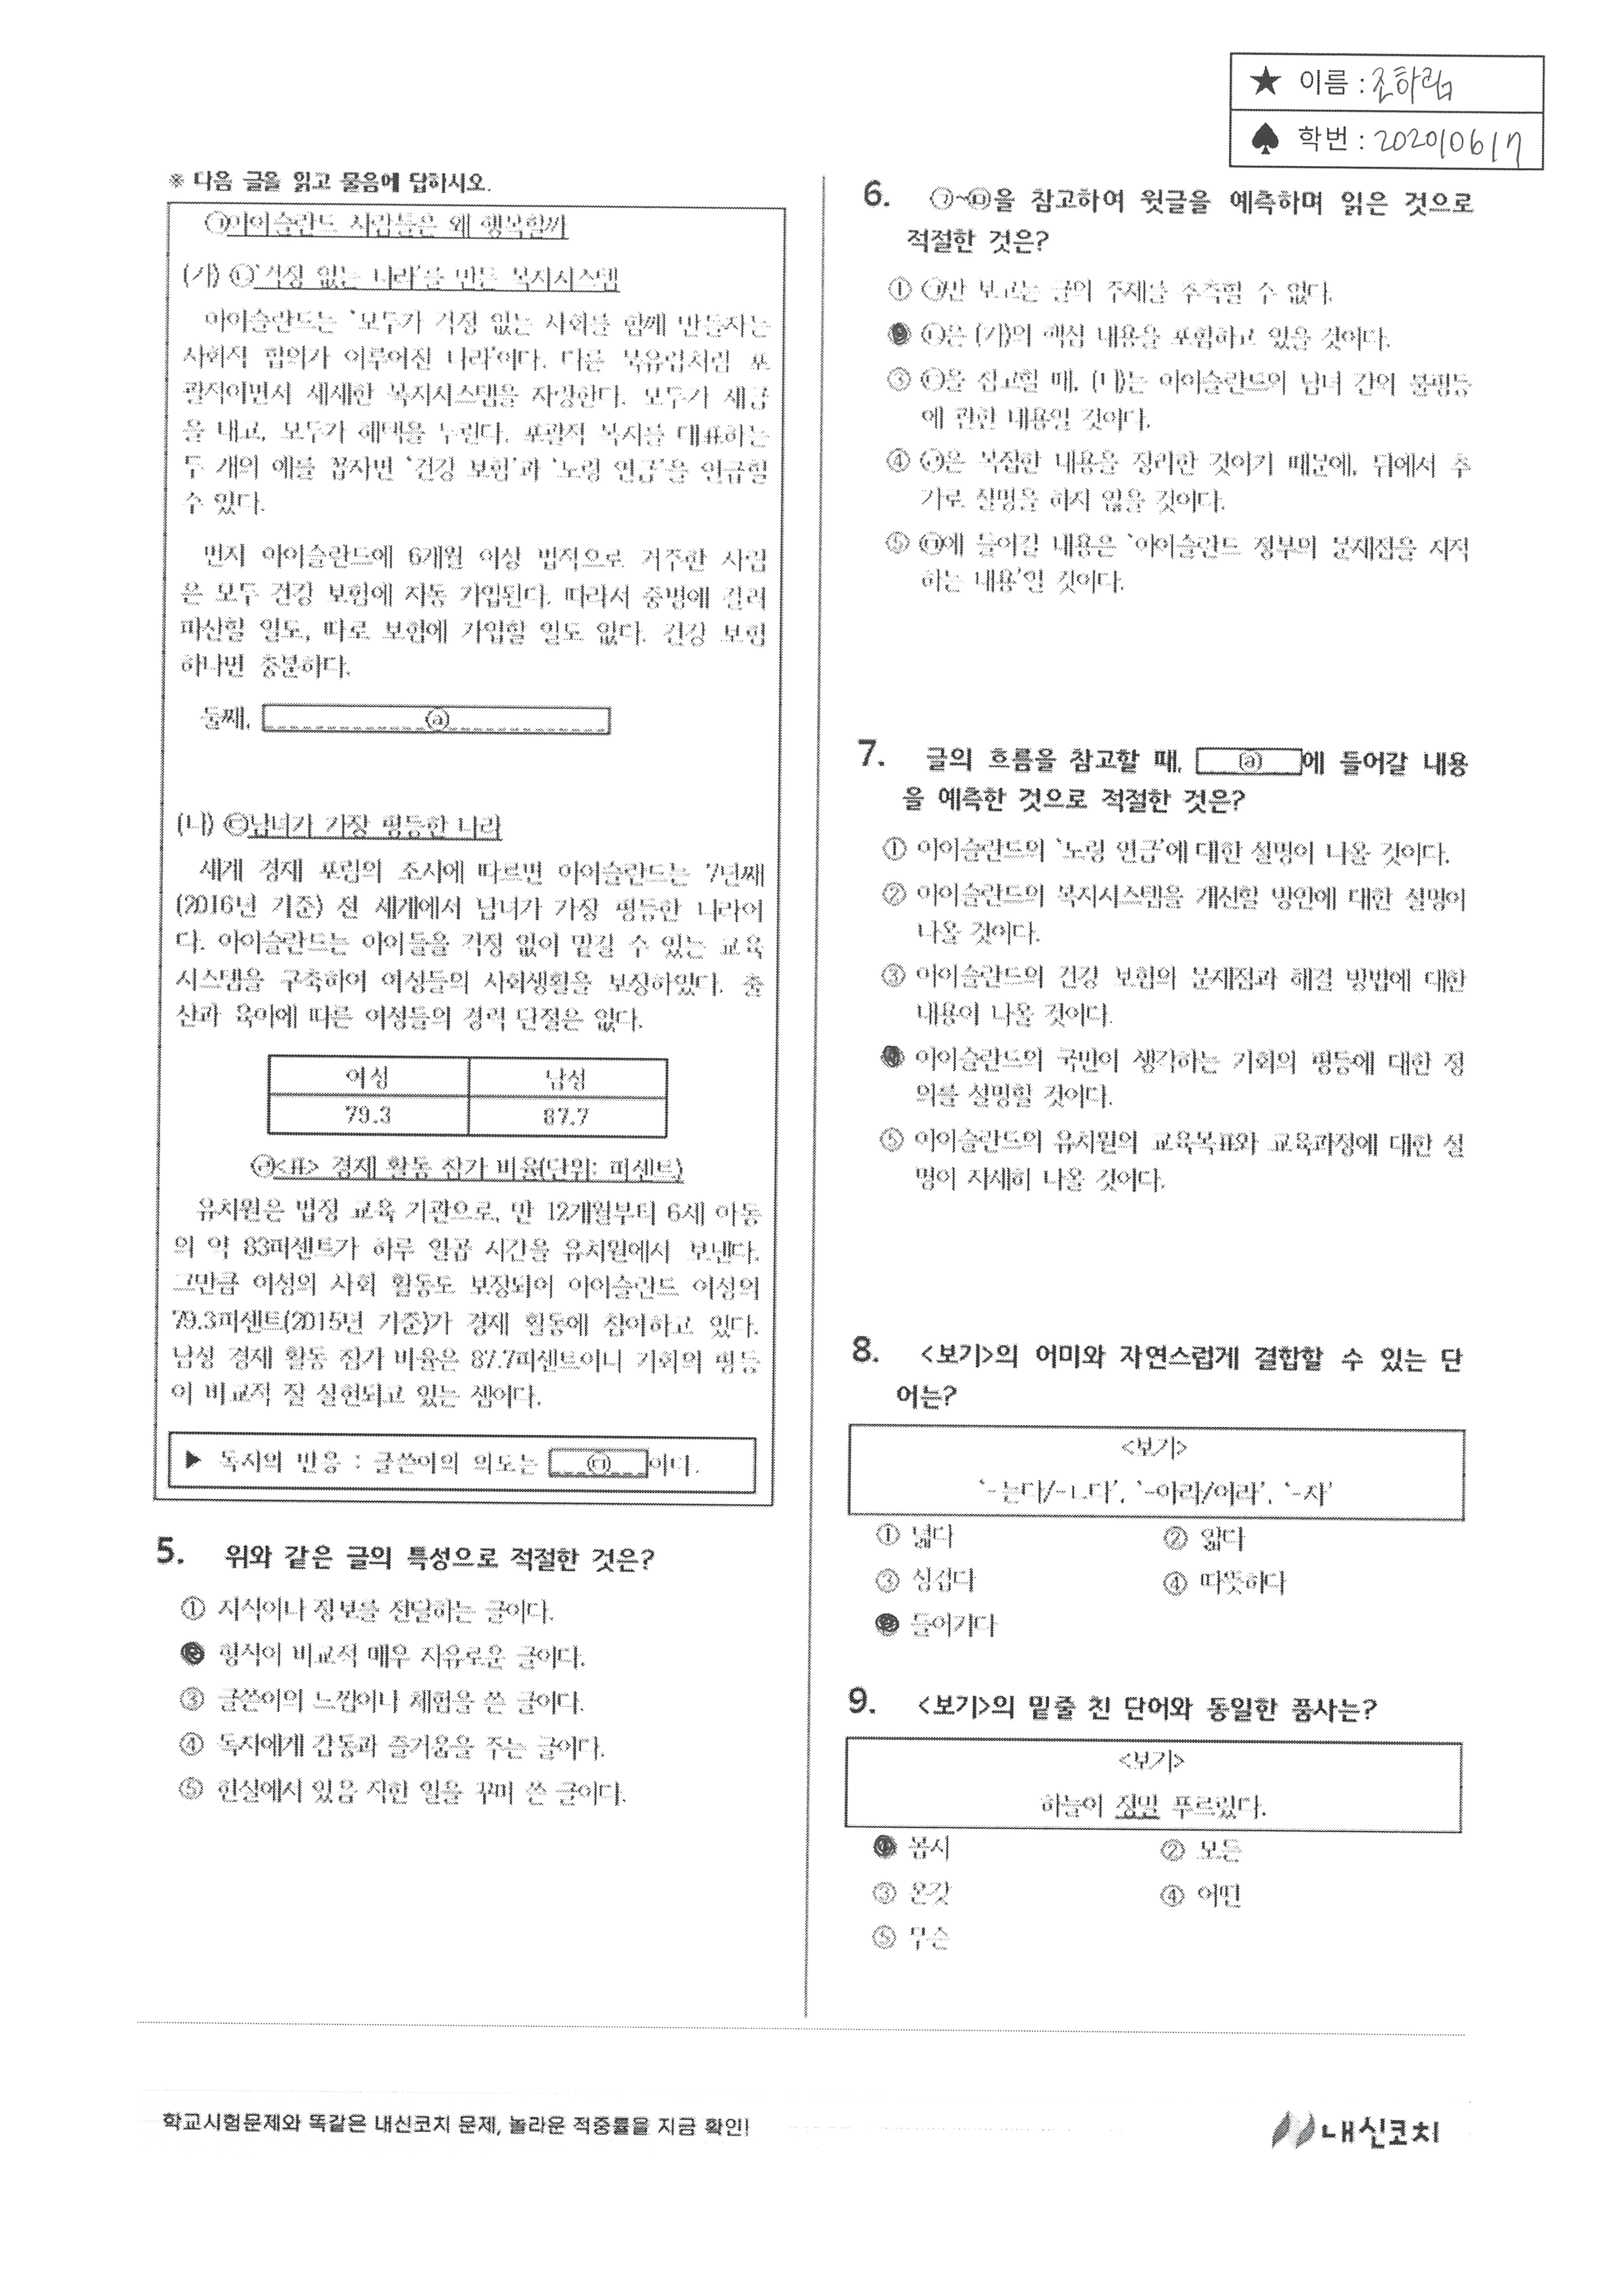 ★ 이름 : 조하림
♠ 학번 : 202010617
※ 다음 글을 읽고 물음에 답하시오.
㉠아이슬란드 사람들은 왜 행복할까
(가) ㉡'걱정 없는 나라'를 만든 복지시스템
아이슬란드는 '모두가 걱정 없는 사회를 함께 만들자는
사회적 합의가 이루어진 나라'이다. 다른 북유럽처럼 포
괄적이면서 세세한 복지시스템을 자랑한다. 모두가 세금
을 내고, 모두가 혜택을 누린다. 포괄적 복지를 대표하는
두 개의 예를 꼽자면 '건강 보험'과 '노령 연금'을 언급할
수 있다.
먼저 아이슬란드에 6개월 이상 법적으로 거주한 사람
은 모두 건강 보험에 자동 가입된다. 따라서 중병에 걸려
파산할 일도, 따로 보험에 가입할 일도 없다. 건강 보험
하나면 충분하다.
둘째, ⓐ
(나) ㉢남녀가 가장 평등한 나라
세계 경제 포럼의 조사에 따르면 아이슬란드는 7년째
(2016년 기준) 전 세계에서 남녀가 가장 평등한 나라이
다. 아이슬란드는 아이들을 걱정 없이 맡길 수 있는 교육
시스템을 구축하여 여성들의 사회생활을 보장하였다. 출
산과 육아에 따른 여성들의 경력 단절은 없다.
여성 남성
79.3 87.7
㉣<표> 경제 활동 참가 비율(단위: 퍼센트)
유치원은 법정 교육 기관으로, 만 12개월부터 6세 아동
의 약 83퍼센트가 하루 일곱 시간을 유치원에서 보낸다.
그만큼 여성의 사회 활동도 보장되어 아이슬란드 여성의
79.3퍼센트(2015년 기준)가 경제 활동에 참여하고 있다.
남성 경제 활동 참가 비율은 87.7퍼센트이니 기회의 평등
이 비교적 잘 실현되고 있는 셈이다.
▶ 독자의 반응 : 글쓴이의 의도는 ㉤이다.
5. 위와 같은 글의 특성으로 적절한 것은?
① 지식이나 정보를 전달하는 글이다.
② 형식이 비교적 매우 자유로운 글이다.
③ 글쓴이의 느낌이나 체험을 쓴 글이다.
④ 독자에게 감동과 즐거움을 주는 글이다.
⑤ 현실에서 있음 직한 일을 꾸며 쓴 글이다.
6. ㉠~㉤을 참고하여 윗글을 예측하며 읽은 것으로
적절한 것은?
① ㉠만 보고는 글의 주제를 추측할 수 없다.
② ㉡은 (가)의 핵심 내용을 포함하고 있을 것이다.
③ ㉢을 참고할 때, (나)는 아이슬란드의 남녀 간의 불평등
에 관한 내용일 것이다.
④ ㉣은 복잡한 내용을 정리한 것이기 때문에, 뒤에서 추
가로 설명을 하지 않을 것이다.
⑤ ㉤에 들어갈 내용은 '아이슬란드 정부의 문제점을 지적
하는 내용'일 것이다.
7. 글의 흐름을 참고할 때, ⓐ에 들어갈 내용
을 예측한 것으로 적절한 것은?
① 아이슬란드의 '노령 연금'에 대한 설명이 나올 것이다.
② 아이슬란드의 복지시스템을 개선할 방안에 대한 설명이
나올 것이다.
③ 아이슬란드의 건강 보험의 문제점과 해결 방법에 대한
내용이 나올 것이다.
④ 아이슬란드의 국민이 생각하는 기회의 평등에 대한 정
의를 설명할 것이다.
⑤ 아이슬란드의 유치원의 교육목표와 교육과정에 대한 설
명이 자세히 나올 것이다.
8. <보기>의 어미와 자연스럽게 결합할 수 있는 단
어는?
<보기>
'-는다/-ㄴ다', '-아라/어라', '-자'
① 넓다 ② 얇다
③ 싱겁다 ④ 따뜻하다
⑤ 들어가다
9. <보기>의 밑줄 친 단어와 동일한 품사는?
<보기>
하늘이 정말 푸르렀다.
① 몹시 ② 모든
③ 온갖 ④ 어떤
⑤ 무슨
학교시험문제와 똑같은 내신코치 문제, 놀라운 적중률을 지금 확인!
내신코치